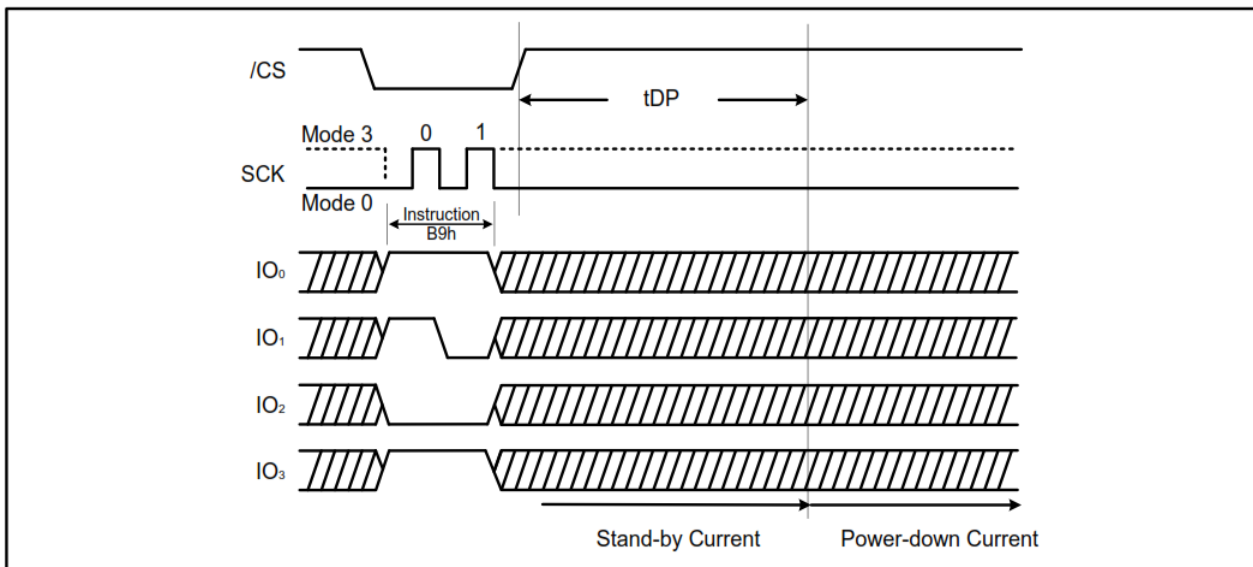 /CS
tDP
Mode 3 0 1
SCK
Mode 0
Instruction
B9h
IO₀
IO₁
IO₂
IO₃
Stand-by Current Power-down Current